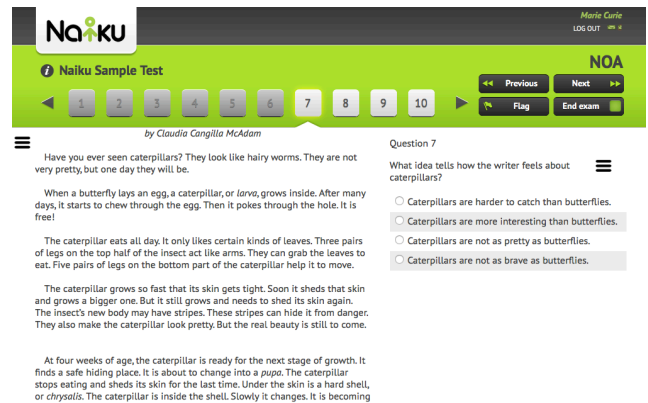 Naiku
Marie Curie
LOG OUT
i Naiku Sample Test
NOA
Previous
Next
1 2 3 4 5 6 7 8 9 10
Flag
End exam
by Claudia Cangilla McAdam
Have you ever seen caterpillars? They look like hairy worms. They are not
very pretty, but one day they will be.
When a butterfly lays an egg, a caterpillar, or larva, grows inside. After many
days, it starts to chew through the egg. Then it pokes through the hole. It is
free!
The caterpillar eats all day. It only likes certain kinds of leaves. Three pairs
of legs on the top half of the insect act like arms. They can grab the leaves to
eat. Five pairs of legs on the bottom part of the caterpillar help it to move.
The caterpillar grows so fast that its skin gets tight. Soon it sheds that skin
and grows a bigger one. But it still grows and needs to shed its skin again.
The insect's new body may have stripes. These stripes can hide it from danger.
They also make the caterpillar look pretty. But the real beauty is still to come.
At four weeks of age, the caterpillar is ready for the next stage of growth. It
finds a safe hiding place. It is about to change into a pupa. The caterpillar
stops eating and sheds its skin for the last time. Under the skin is a hard shell,
or chrysalis. The caterpillar is inside the shell. Slowly it changes. It is becoming
Question 7
What idea tells how the writer feels about
caterpillars?
Caterpillars are harder to catch than butterflies.
Caterpillars are more interesting than butterflies.
Caterpillars are not as pretty as butterflies.
Caterpillars are not as brave as butterflies.